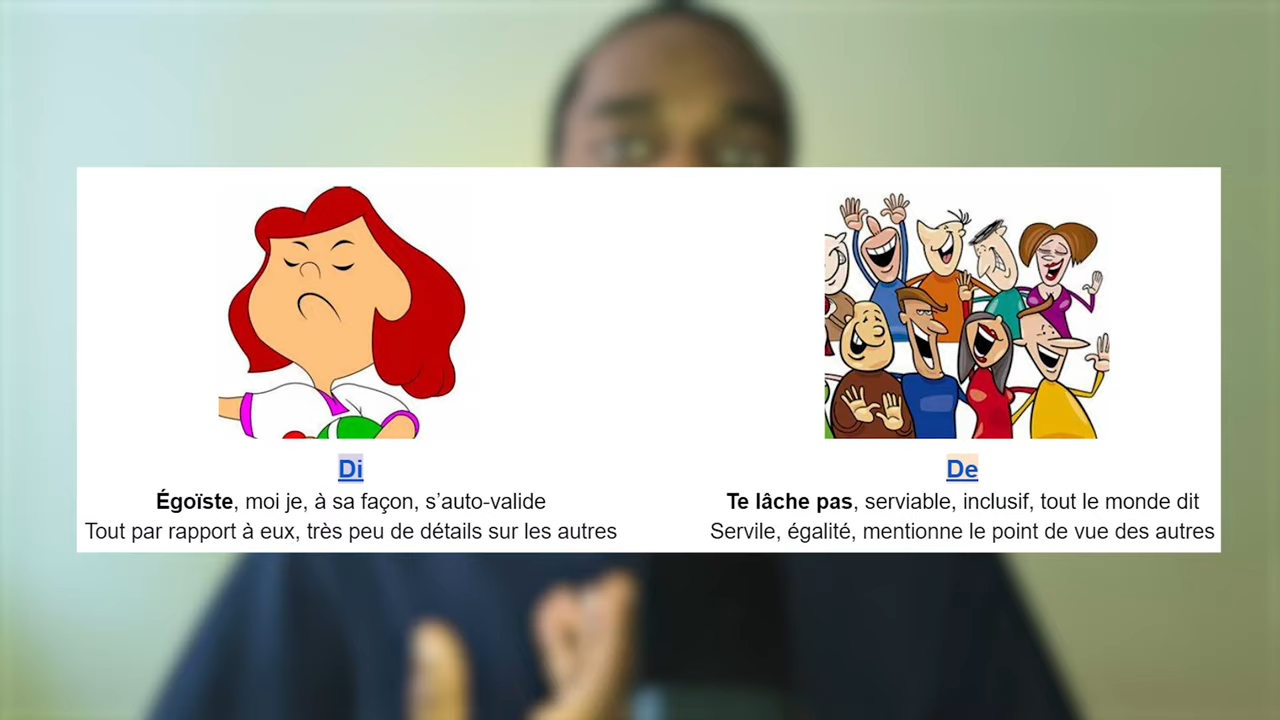 Di
Égoïste, moi je, à sa façon, s’auto-valide
Tout par rapport à eux, très peu de détails sur les autres
De
Te lâche pas, serviable, inclusif, tout le monde dit
Servile, égalité, mentionne le point de vue des autres